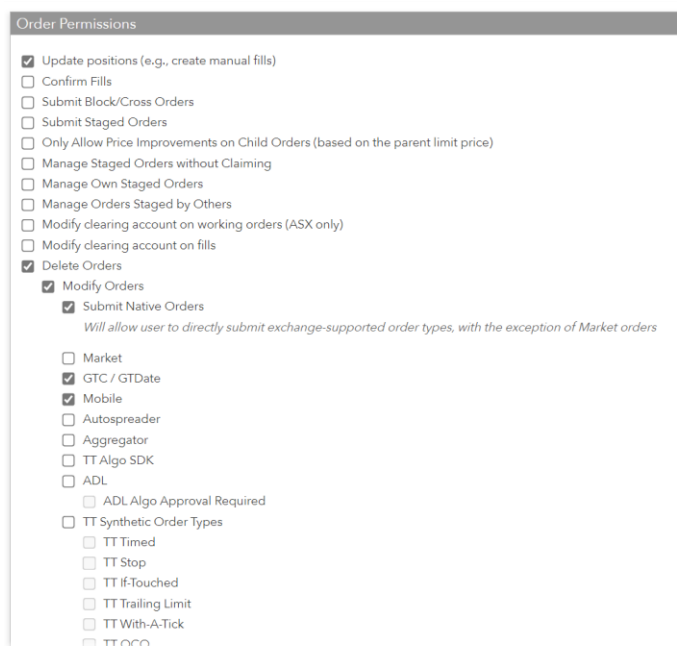 Order Permissions
Update positions (e.g., create manual fills)
Confirm Fills
Submit Block/Cross Orders
Submit Staged Orders
Only Allow Price Improvements on Child Orders (based on the parent limit price)
Manage Staged Orders without Claiming
Manage Own Staged Orders
Manage Orders Staged by Others
Modify clearing account on working orders (ASX only)
Modify clearing account on fills
Delete Orders
Modify Orders
Submit Native Orders
Will allow user to directly submit exchange-supported order types, with the exception of Market orders
Market
GTC / GTDate
Mobile
Autospreader
Aggregator
TT Algo SDK
ADL
ADL Algo Approval Required
TT Synthetic Order Types
TT Timed
TT Stop
TT If-Touched
TT Trailing Limit
TT With-A-Tick
TT OCO